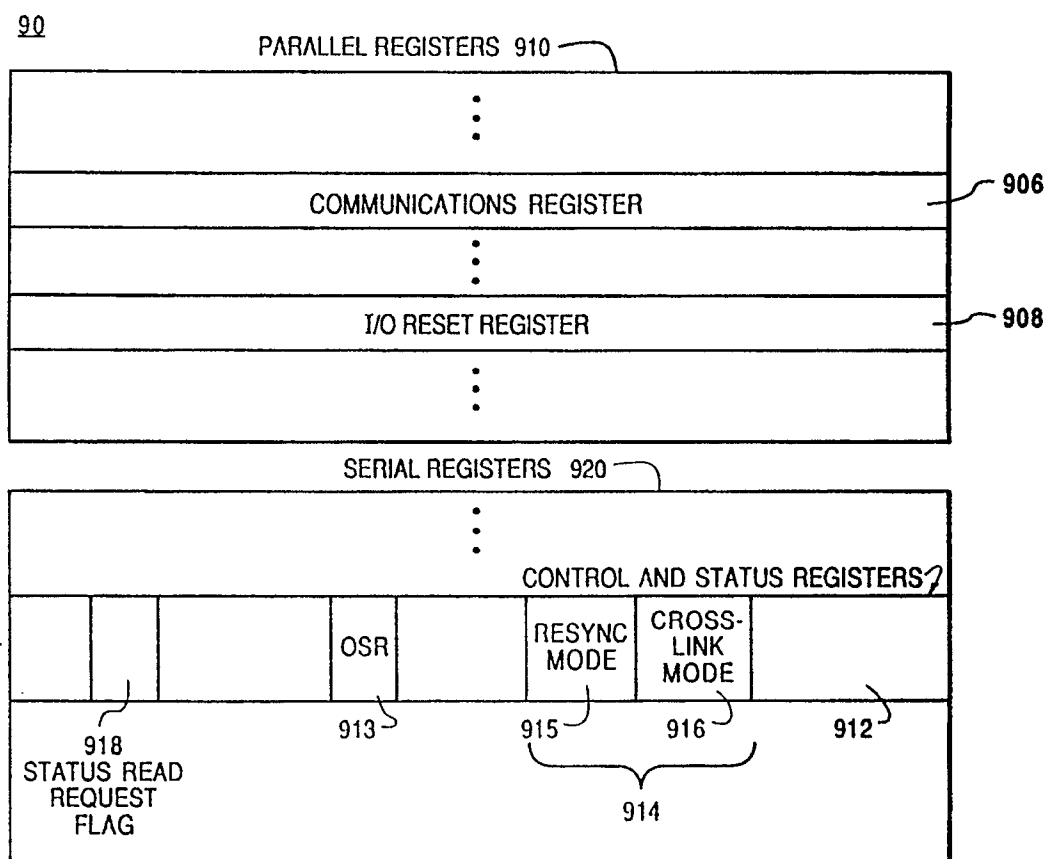 90
PARALLEL REGISTERS 910
COMMUNICATIONS REGISTER
906
I/O RESET REGISTER
908
SERIAL REGISTERS 920
CONTROL AND STATUS REGISTERS
OSR
RESYNC
MODE
CROSS-
LINK
MODE
918
STATUS READ
REQUEST
FLAG
913
915
916
912
914